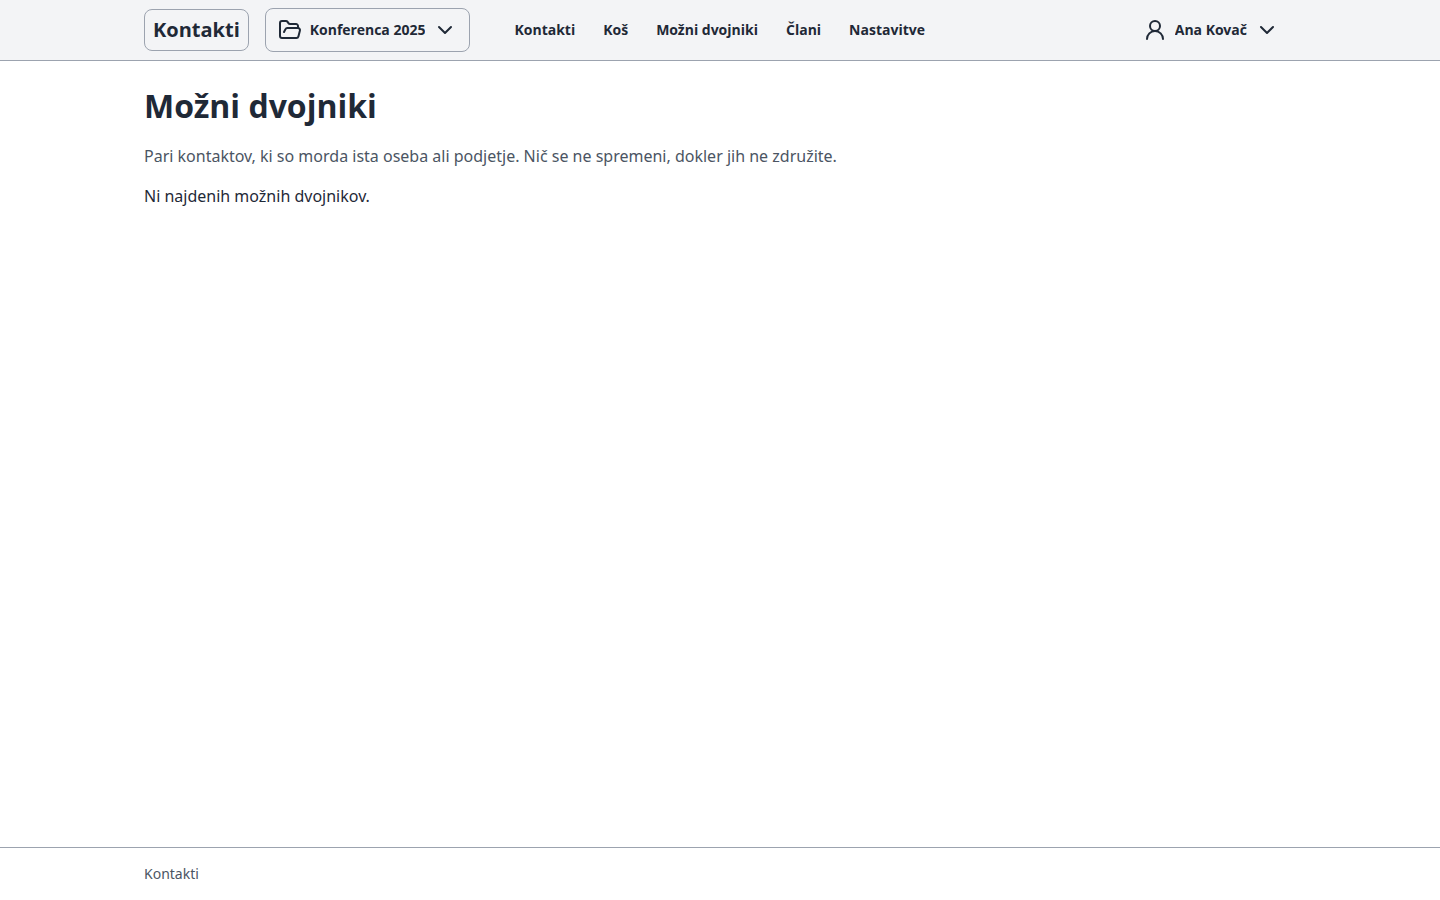 Kontakti
Konferenca 2025
Kontakti
Koš
Možni dvojniki
Člani
Nastavitve
Ana Kovač
Možni dvojniki
Pari kontaktov, ki so morda ista oseba ali podjetje. Nič se ne spremeni, dokler jih ne združite.
Ni najdenih možnih dvojnikov.
Kontakti